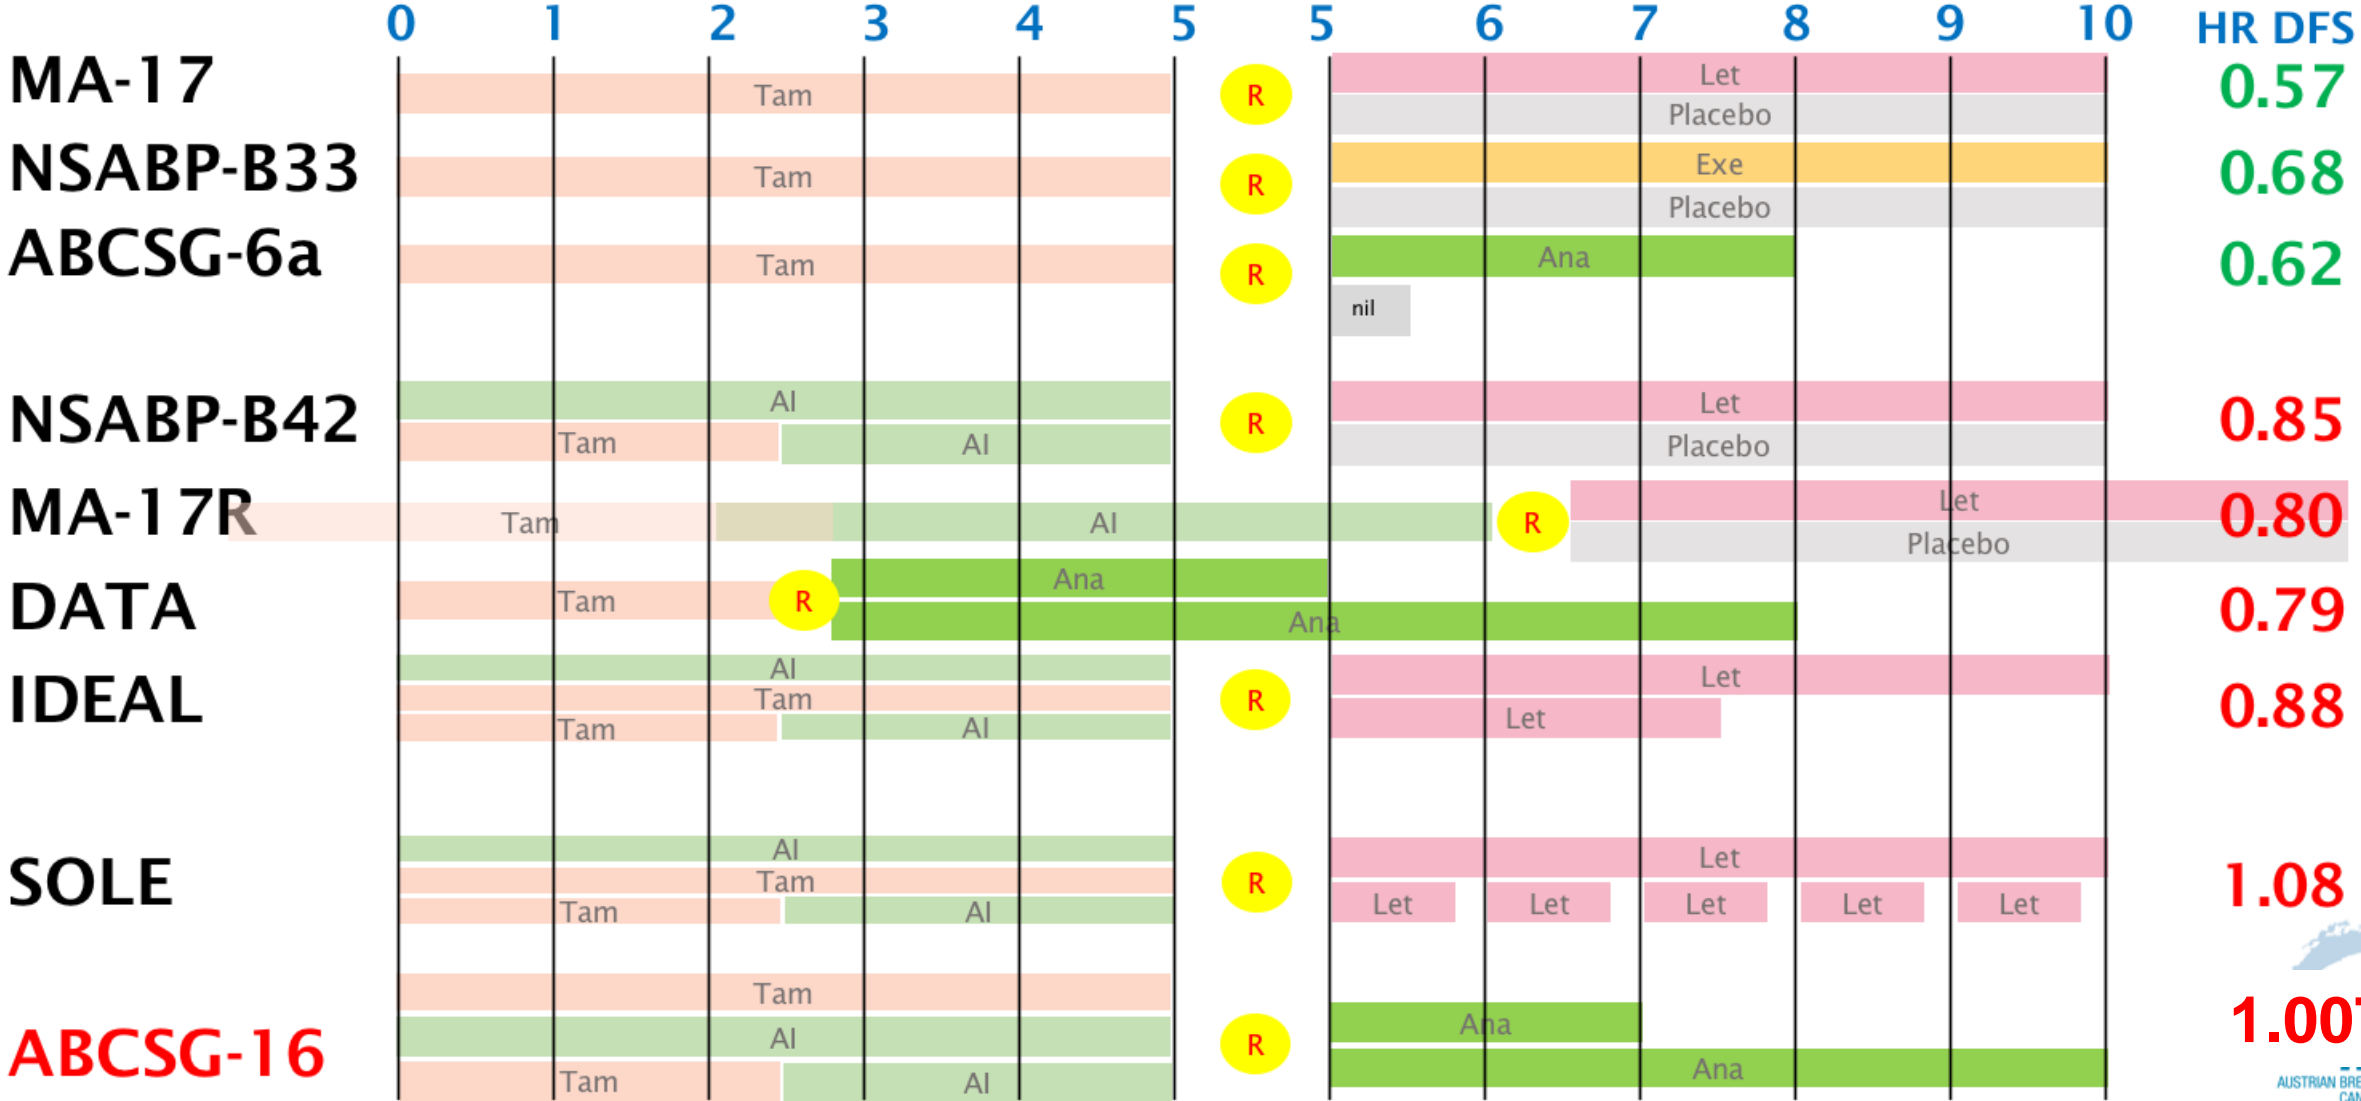 0 1 2 3 4 5 5 6 7 8 9 10 HR DFS
MA-17 Tam R Let 0.57
Placebo
NSABP-B33 Tam R Exe 0.68
Placebo
ABCSG-6a Tam R Ana 0.62
nil
NSABP-B42 AI R Let 0.85
Tam AI Placebo
MA-17R Tam AI R Let 0.80
Placebo
DATA Tam R Ana 0.79
Ana
IDEAL AI R Let 0.88
Tam
Tam AI Let
SOLE AI R Let 1.08
Tam
Tam AI Let Let Let Let Let
Tam
ABCSG-16 AI R Ana 1.00
Tam AI Ana
AUSTRIAN